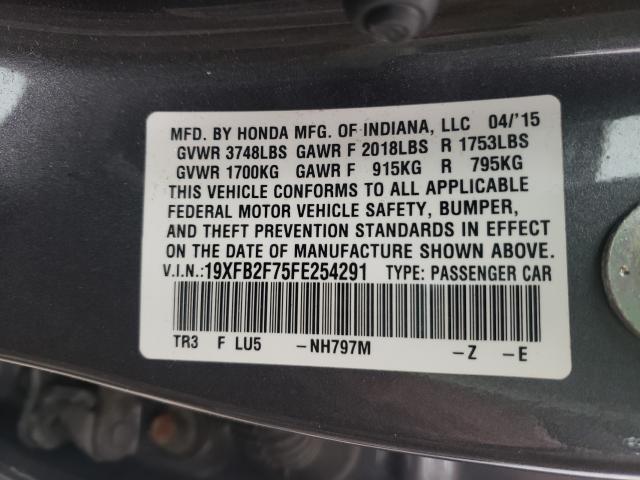 MFD. BY HONDA MFG. OF INDIANA, LLC 04/'15
GVWR 3748LBS GAWR F 2018LBS R 1753LBS
GVWR 1700KG GAWR F 915KG R 795KG
THIS VEHICLE CONFORMS TO ALL APPLICABLE
FEDERAL MOTOR VEHICLE SAFETY, BUMPER,
AND THEFT PREVENTION STANDARDS IN EFFECT
ON THE DATE OF MANUFACTURE SHOWN ABOVE.
V.I.N.:19XFB2F75FE254291 TYPE: PASSENGER CAR
TR3 F LU5 -NH797M -Z -E